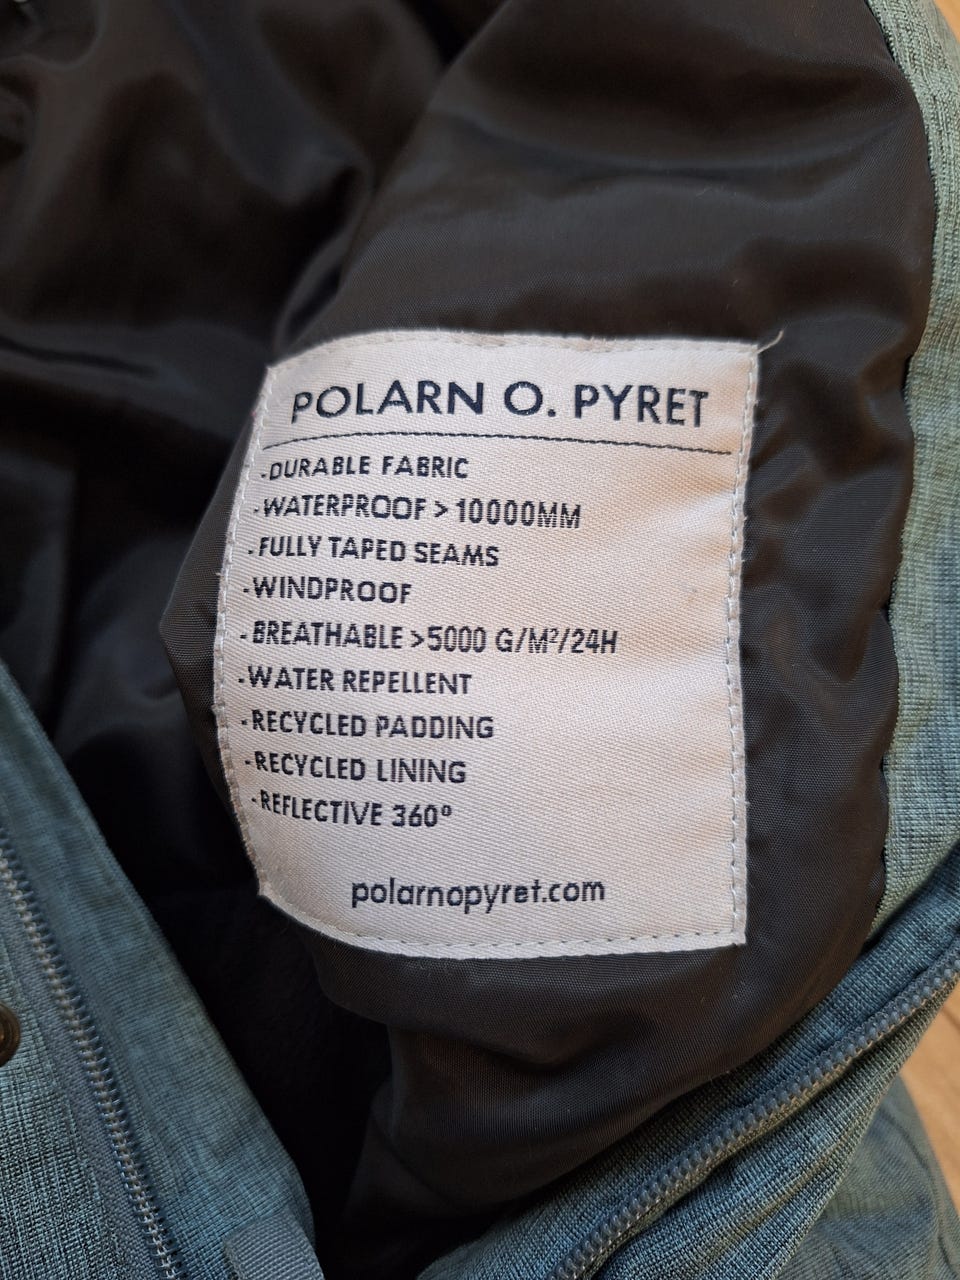 POLARN O. PYRET
-DURABLE FABRIC
-WATERPROOF > 10000MM
-FULLY TAPED SEAMS
-WINDPROOF
-BREATHABLE >5000 G/M²/24H
-WATER REPELLENT
-RECYCLED PADDING
-RECYCLED LINING
-REFLECTIVE 360°
polarnopyret.com